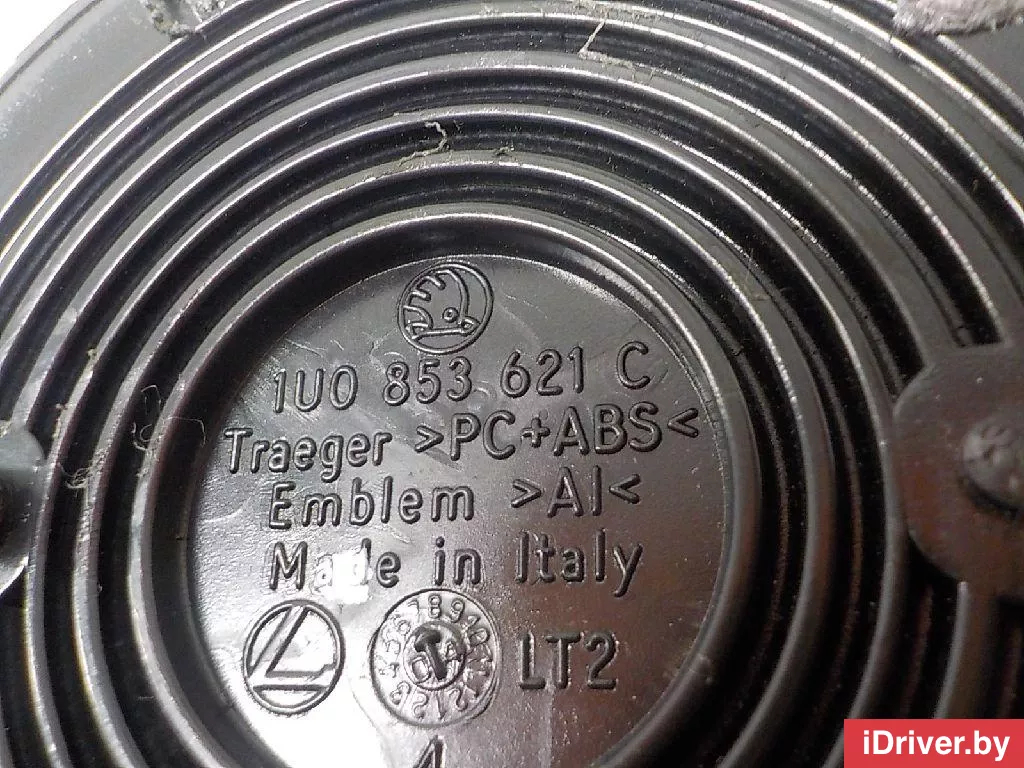 1U0 853 621 C
Traeger >PC+ABS<
Emblem >Al<
Made in Italy
LT2
iDriver.by